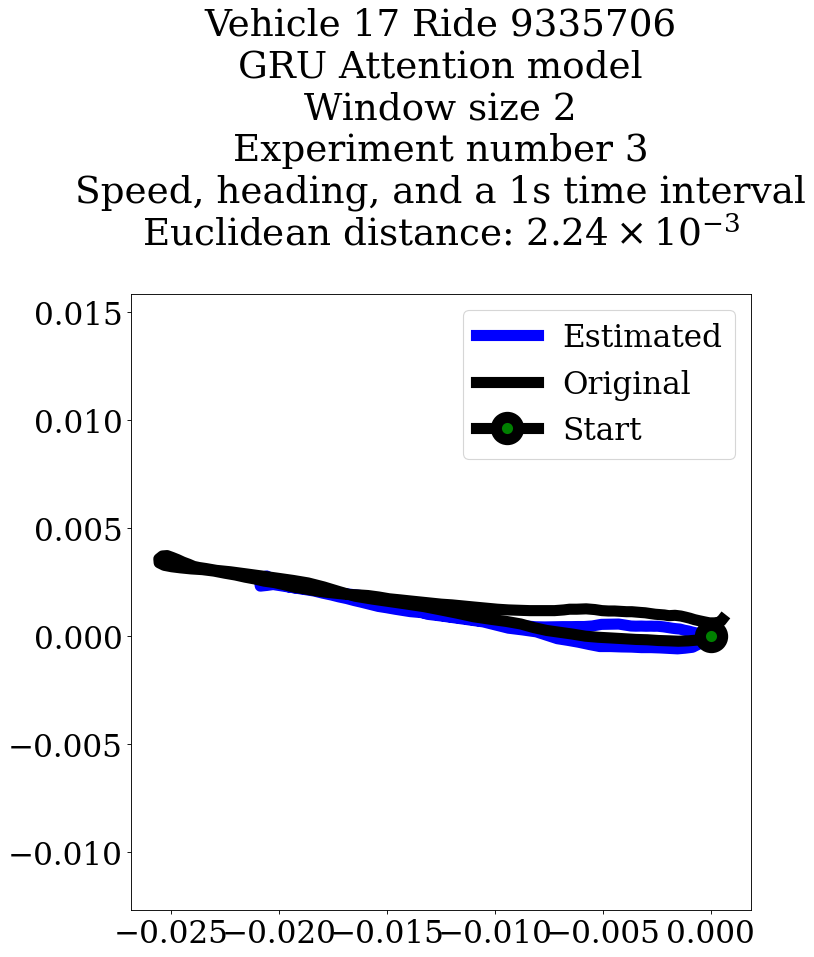 Vehicle 17 Ride 9335706
GRU Attention model
Window size 2
Experiment number 3
Speed, heading, and a 1s time interval
Euclidean distance: 2.24 × 10⁻³
Estimated
Original
Start
0.015
0.010
0.005
0.000
−0.005
−0.010
−0.025 −0.020 −0.015 −0.010 −0.005 0.000